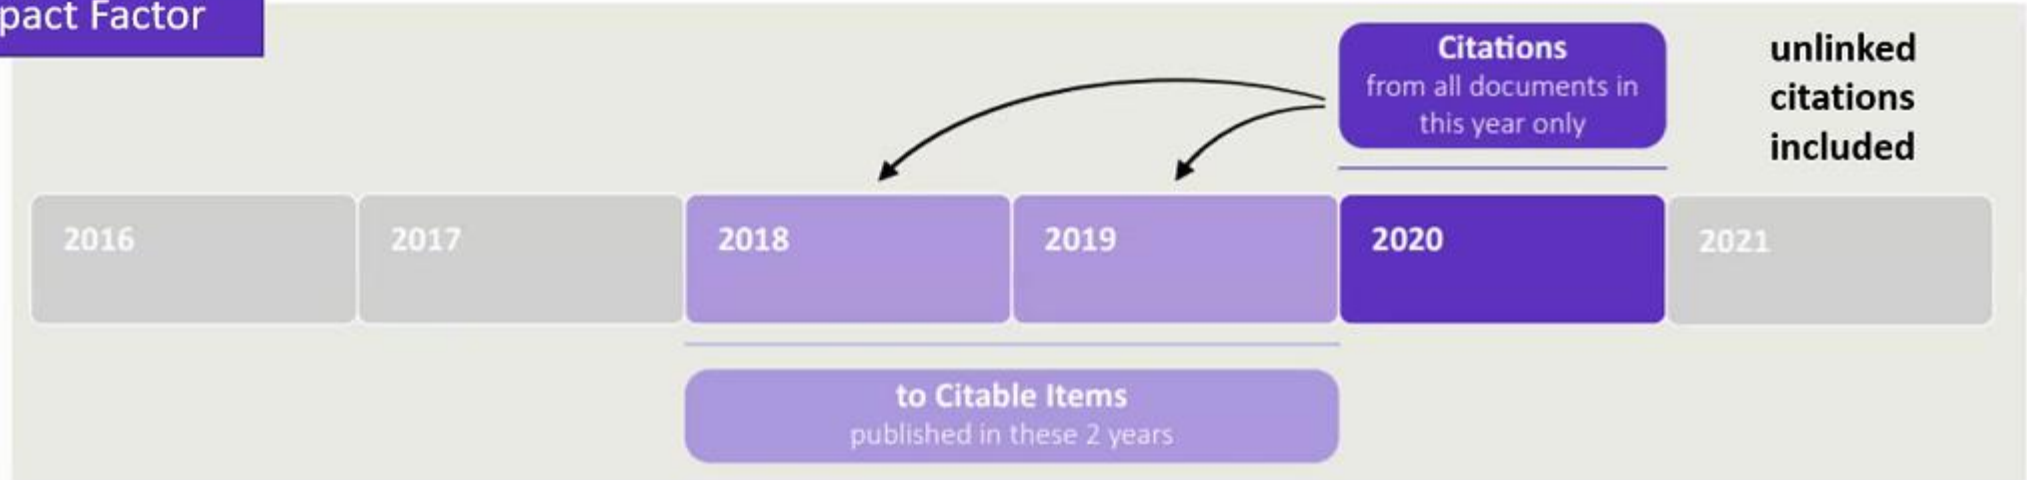 pact Factor
Citations
from all documents in
this year only
unlinked
citations
included
2016
2017
2018
2019
2020
2021
to Citable Items
published in these 2 years